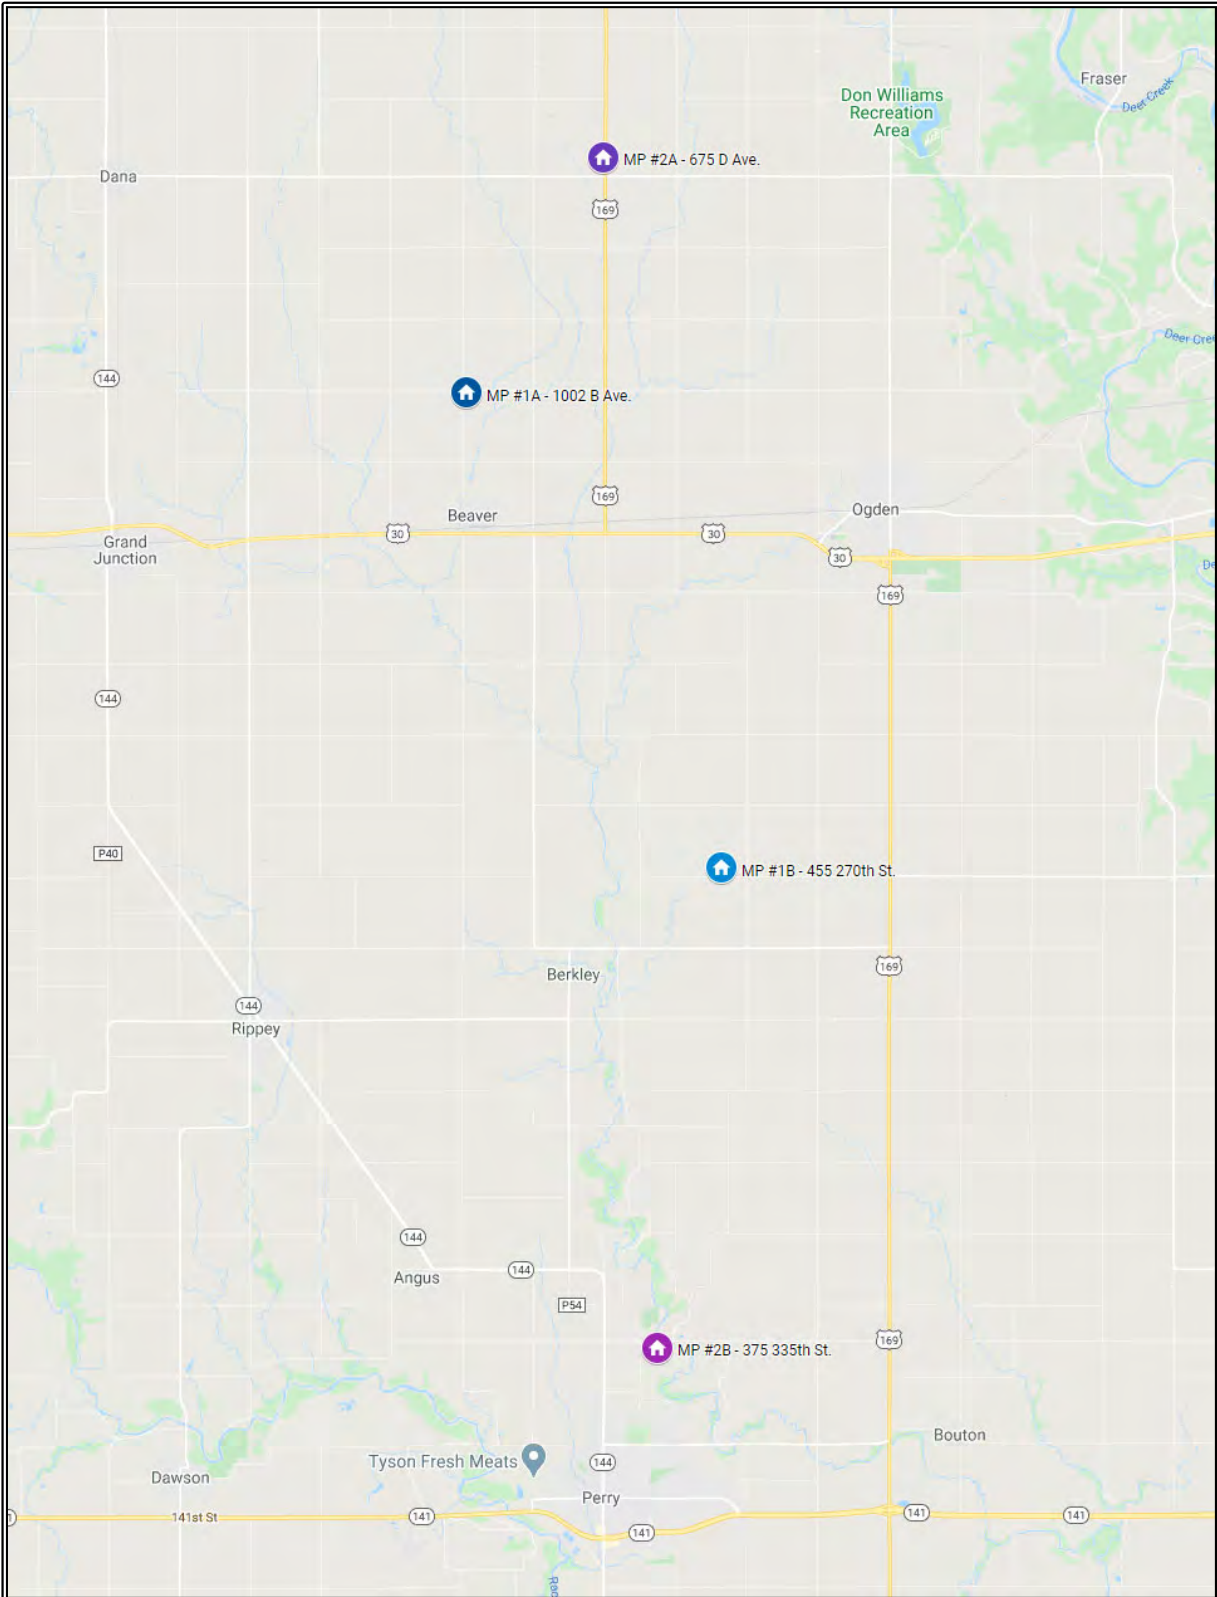 Fraser
Deer Creek
Don Williams
Recreation
Area
MP #2A - 675 D Ave.
Dana
169
Deer Cre
144
MP #1A - 1002 B Ave.
169
Beaver
Ogden
30
30
30
Grand
Junction
De
169
144
P40
MP #1B - 455 270th St.
169
Berkley
144
Rippey
144
144
Angus
P54
169
MP #2B - 375 335th St.
Bouton
Tyson Fresh Meats
144
Dawson
Perry
141st St
141
141
141
141
Rac